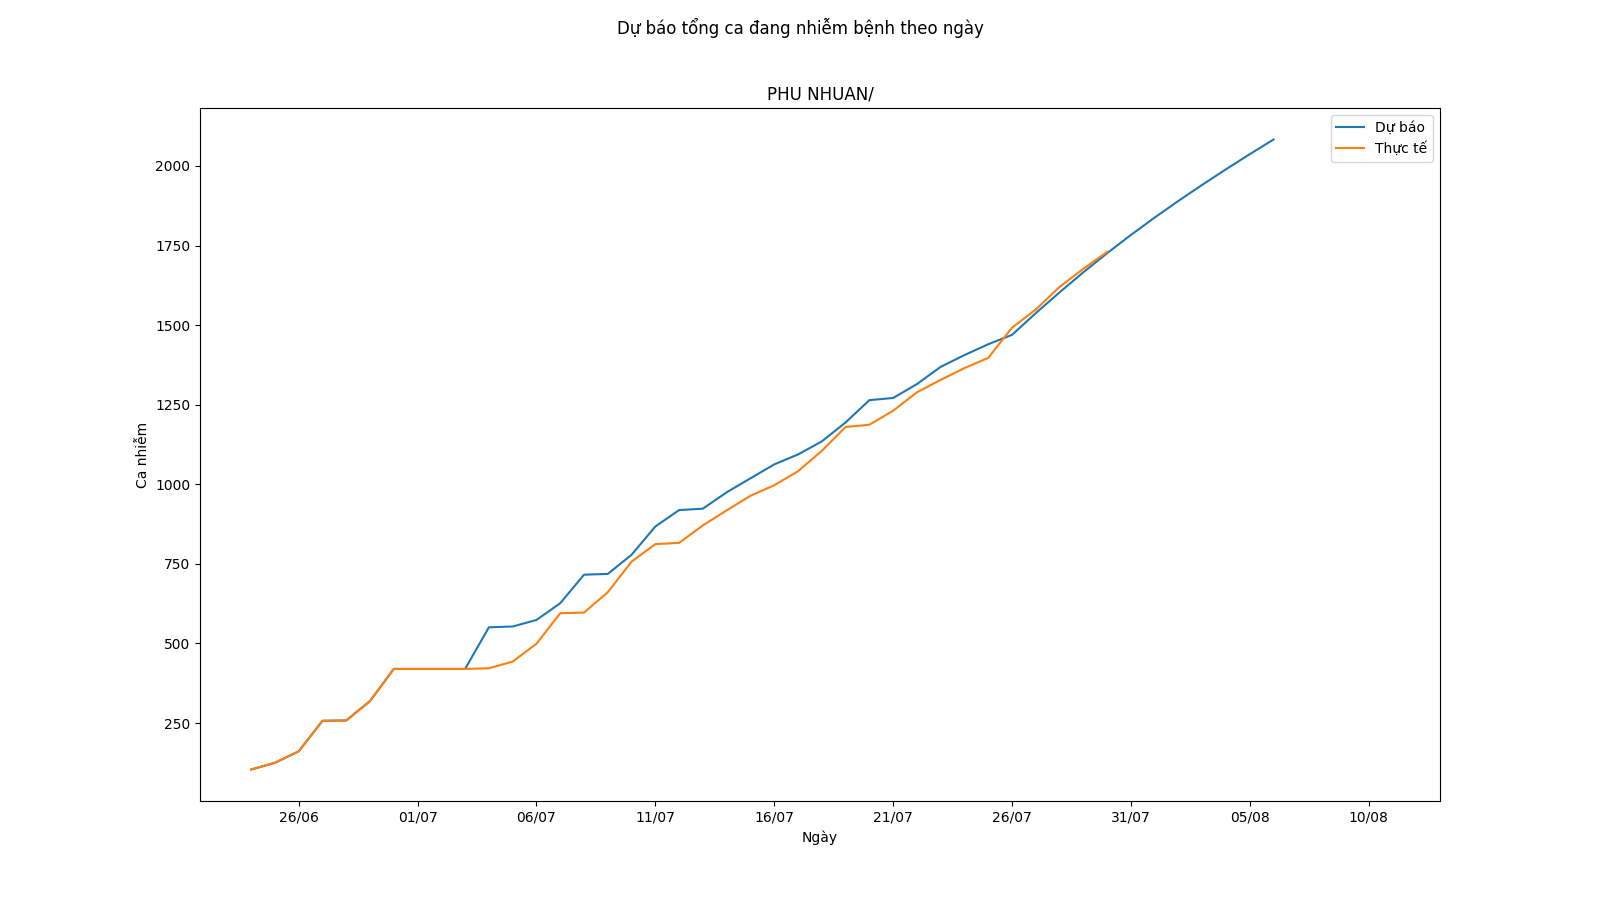 Dự báo tổng ca đang nhiễm bệnh theo ngày
PHU NHUAN/
Dự báo
Thực tế
2000
1750
1500
1250
1000
750
500
250
Ca nhiễm
26/06 01/07 06/07 11/07 16/07 21/07 26/07 31/07 05/08 10/08
Ngày